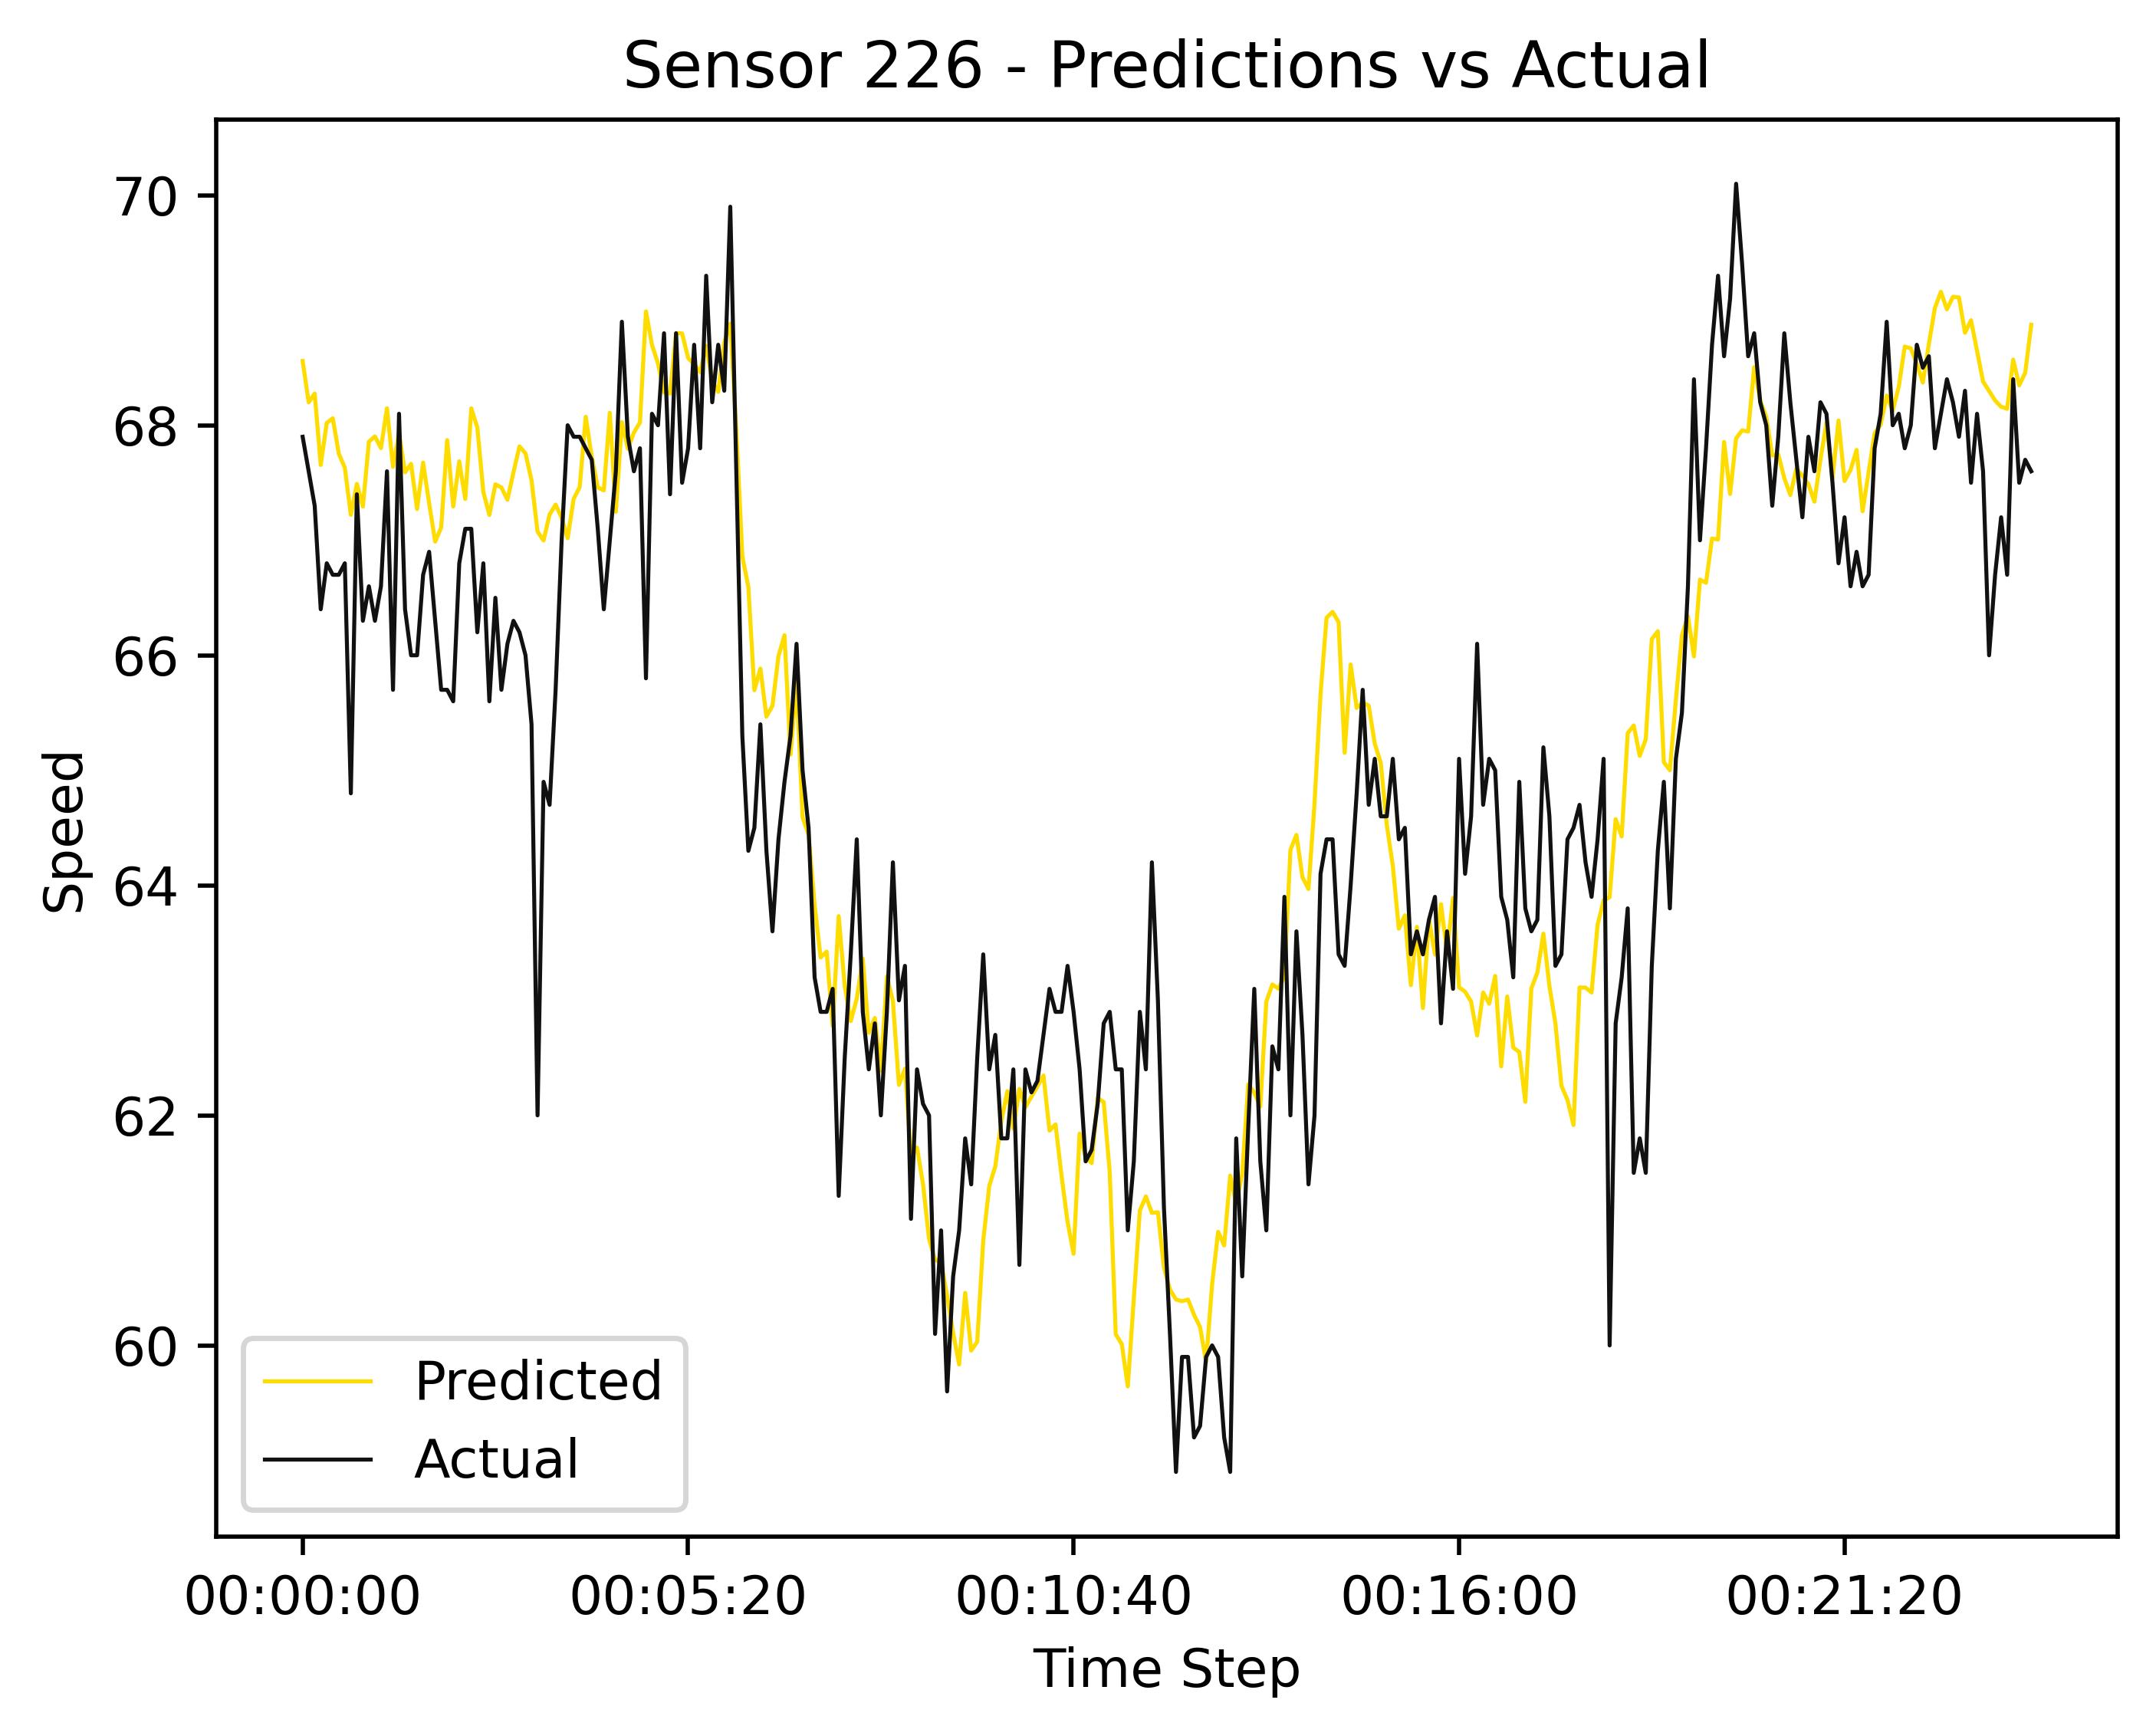 Sensor 226 - Predictions vs Actual
70
68
66
64
62
60
Speed
Predicted
Actual
00:00:00 00:05:20 00:10:40 00:16:00 00:21:20
Time Step